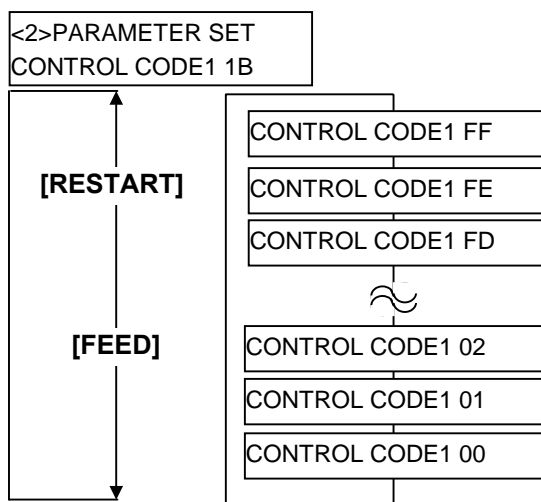 <2>PARAMETER SET
CONTROL CODE1 1B
CONTROL CODE1 FF
[RESTART]
CONTROL CODE1 FE
CONTROL CODE1 FD
[FEED]
CONTROL CODE1 02
CONTROL CODE1 01
CONTROL CODE1 00